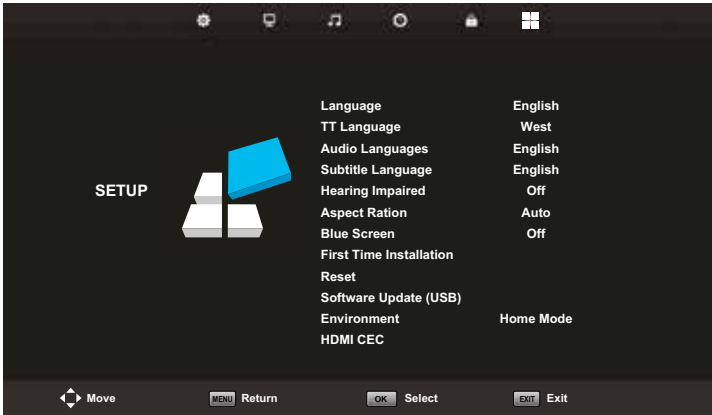 SETUP
Language English
TT Language West
Audio Languages English
Subtitle Language English
Hearing Impaired Off
Aspect Ration Auto
Blue Screen Off
First Time Installation
Reset
Software Update (USB)
Environment Home Mode
HDMI CEC
Move MENU Return OK Select EXIT Exit